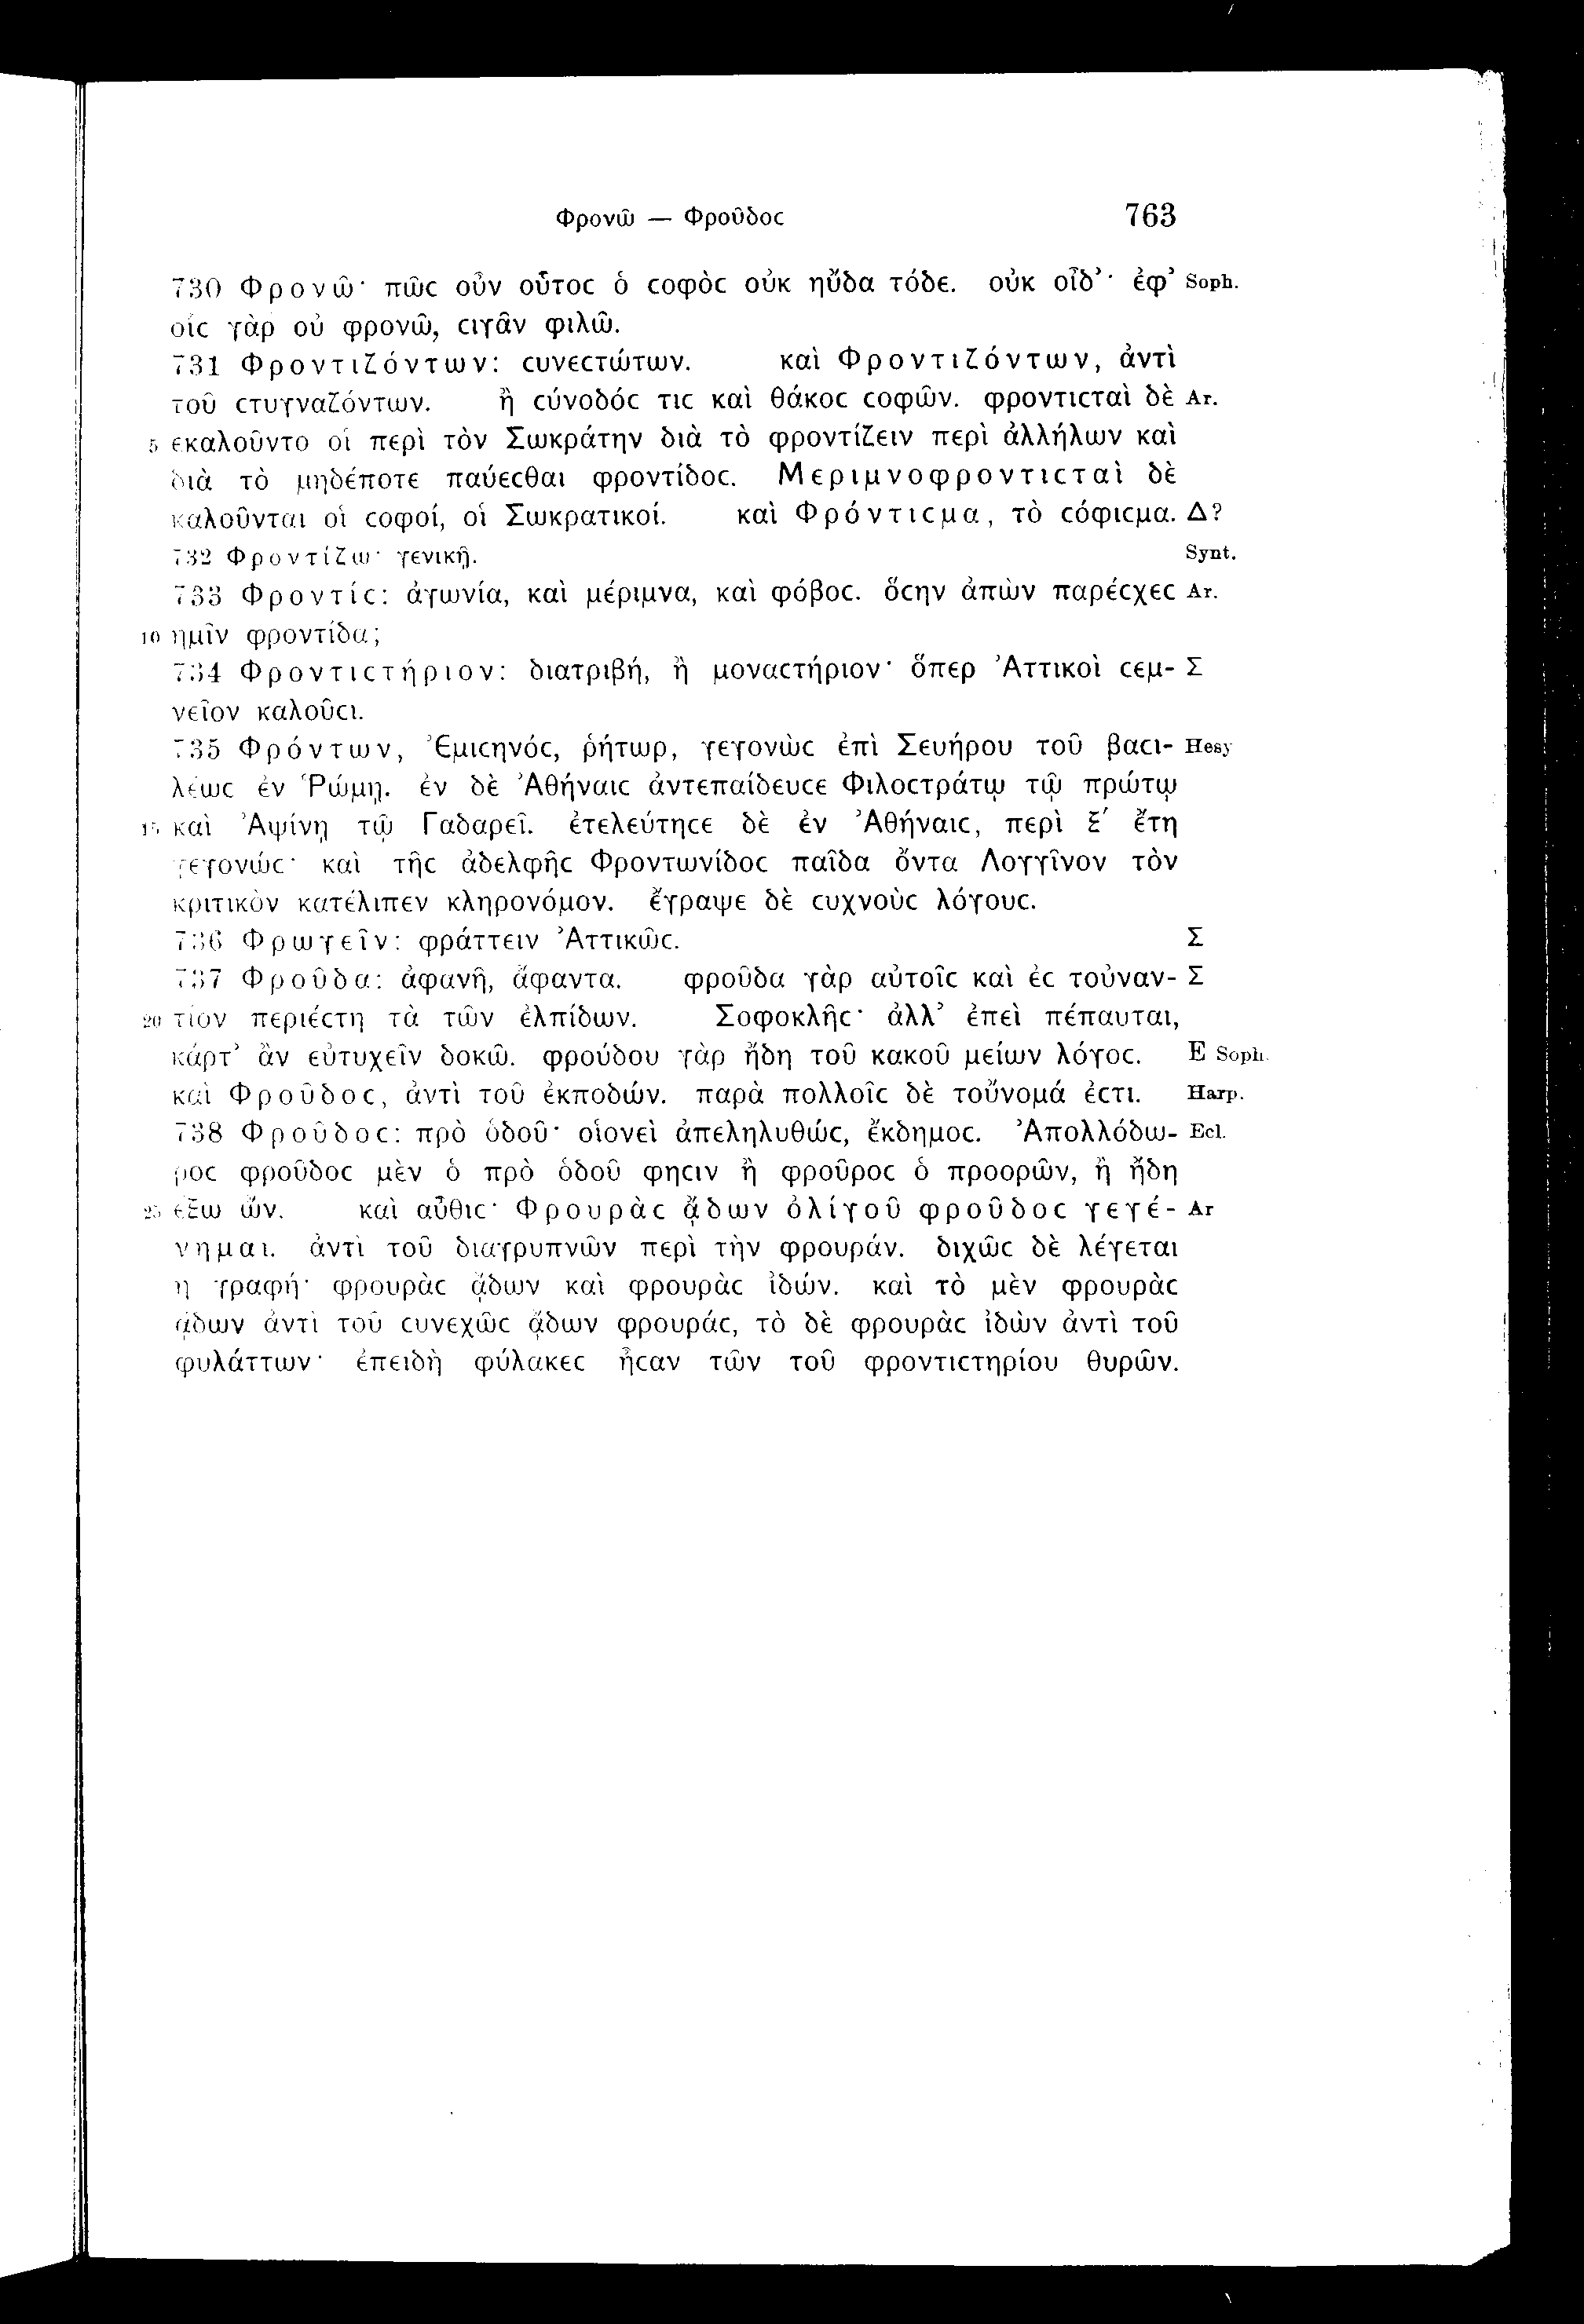 Φρονῶ — Φροῦδοϲ 763
730 Φρονῶ· πῶϲ οὖν οὗτοϲ ὁ ϲοφὸϲ οὐκ ηὔδα τόδε. οὐκ οἶδ’· ἐφ’ Soph.
οἷϲ γὰρ οὐ φρονῶ, ϲιγᾶν φιλῶ.
731 Φροντιζόντων: ϲυνεϲτώτων. καὶ Φροντιζόντων, ἀντὶ
τοῦ ϲτυγναζόντων. ἢ ϲύνοδόϲ τιϲ καὶ θάκοϲ ϲοφῶν. φροντιϲταὶ δὲ Ar.
5 ἐκαλοῦντο οἱ περὶ τὸν Σωκράτην διὰ τὸ φροντίζειν περὶ ἀλλήλων καὶ
διὰ τὸ μηδέποτε παύεϲθαι φροντίδοϲ. Μεριμνοφροντιϲταὶ δὲ
καλοῦνται οἱ ϲοφοί, οἱ Σωκρατικοί. καὶ Φρόντιϲμα, τὸ ϲόφιϲμα. Δ?
732 Φροντίζω· γενικῇ. Synt.
733 Φροντίϲ: ἀγωνία, καὶ μέριμνα, καὶ φόβοϲ. ὅϲην ἀπὼν παρέϲχεϲ Ar.
10 ἡμῖν φροντίδα;
734 Φροντιϲτήριον: διατριβή, ἢ μοναϲτήριον· ὅπερ Ἀττικοὶ ϲεμ- Σ
νεῖον καλοῦϲι.
735 Φρόντων, Ἐμιϲηνόϲ, ῥήτωρ, γεγονὼϲ ἐπὶ Σευήρου τοῦ βαϲι- Hesy
λέωϲ ἐν Ῥώμῃ. ἐν δὲ Ἀθήναιϲ ἀντεπαίδευϲε Φιλοϲτράτῳ τῷ πρώτῳ
15 καὶ Ἀψίνῃ τῷ Γαδαρεῖ. ἐτελεύτηϲε δὲ ἐν Ἀθήναιϲ, περὶ ξ′ ἔτη
γεγονώϲ· καὶ τῆϲ ἀδελφῆϲ Φροντωνίδοϲ παῖδα ὄντα Λογγῖνον τὸν
κριτικὸν κατέλιπεν κληρονόμον. ἔγραψε δὲ ϲυχνοὺϲ λόγουϲ.
736 Φρωγεῖν: φράττειν Ἀττικῶϲ. Σ
737 Φροῦδα: ἀφανῆ, ἄφαντα. φροῦδα γὰρ αὐτοῖϲ καὶ ἐϲ τοὐναν- Σ
20 τίον περιέϲτη τὰ τῶν ἐλπίδων. Σοφοκλῆϲ· ἀλλ’ ἐπεὶ πέπαυται,
κάρτ’ ἂν εὐτυχεῖν δοκῶ. φρούδου γὰρ ἤδη τοῦ κακοῦ μείων λόγοϲ. E Soph.
καὶ Φροῦδοϲ, ἀντὶ τοῦ ἐκποδών. παρὰ πολλοῖϲ δὲ τοὔνομά ἐϲτι. Harp.
738 Φροῦδοϲ: πρὸ ὁδοῦ· οἱονεὶ ἀπεληλυθώϲ, ἔκδημοϲ. Ἀπολλόδω- Ecl.
ροϲ φροῦδοϲ μὲν ὁ πρὸ ὁδοῦ φηϲιν ἢ φροῦροϲ ὁ προορῶν, ἢ ἤδη
25 ἔξω ὤν. καὶ αὖθιϲ· Φρουρὰϲ ᾄδων ὀλίγοῦ φροῦδοϲ γεγέ- Ar
νημαι. ἀντὶ τοῦ διαγρυπνῶν περὶ τὴν φρουράν. διχῶϲ δὲ λέγεται
ἡ γραφή· φρουρὰϲ ᾄδων καὶ φρουρὰϲ ἰδών. καὶ τὸ μὲν φρουρὰϲ
ᾄδων ἀντὶ τοῦ ϲυνεχῶϲ ᾄδων φρουράϲ, τὸ δὲ φρουρὰϲ ἰδὼν ἀντὶ τοῦ
φυλάττων· ἐπειδὴ φύλακεϲ ἦϲαν τῶν τοῦ φροντιϲτηρίου θυρῶν.